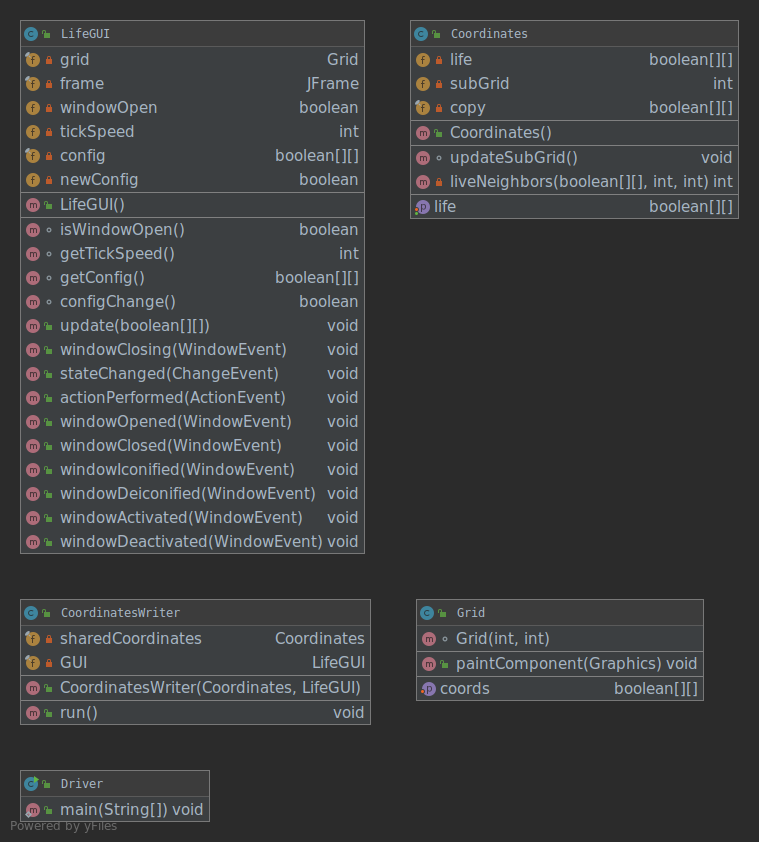 LifeGUI
grid Grid
frame JFrame
windowOpen boolean
tickSpeed int
config boolean[][]
newConfig boolean
LifeGUI()
isWindowOpen() boolean
getTickSpeed() int
getConfig() boolean[][]
configChange() boolean
update(boolean[][]) void
windowClosing(WindowEvent) void
stateChanged(ChangeEvent) void
actionPerformed(ActionEvent) void
windowOpened(WindowEvent) void
windowClosed(WindowEvent) void
windowIconified(WindowEvent) void
windowDeiconified(WindowEvent) void
windowActivated(WindowEvent) void
windowDeactivated(WindowEvent) void
Coordinates
life boolean[][]
subGrid int
copy boolean[][]
Coordinates()
updateSubGrid() void
liveNeighbors(boolean[][], int, int) int
life boolean[][]
CoordinatesWriter
sharedCoordinates Coordinates
GUI LifeGUI
CoordinatesWriter(Coordinates, LifeGUI)
run() void
Grid
Grid(int, int)
paintComponent(Graphics) void
coords boolean[][]
Driver
main(String[]) void
Powered by yFiles